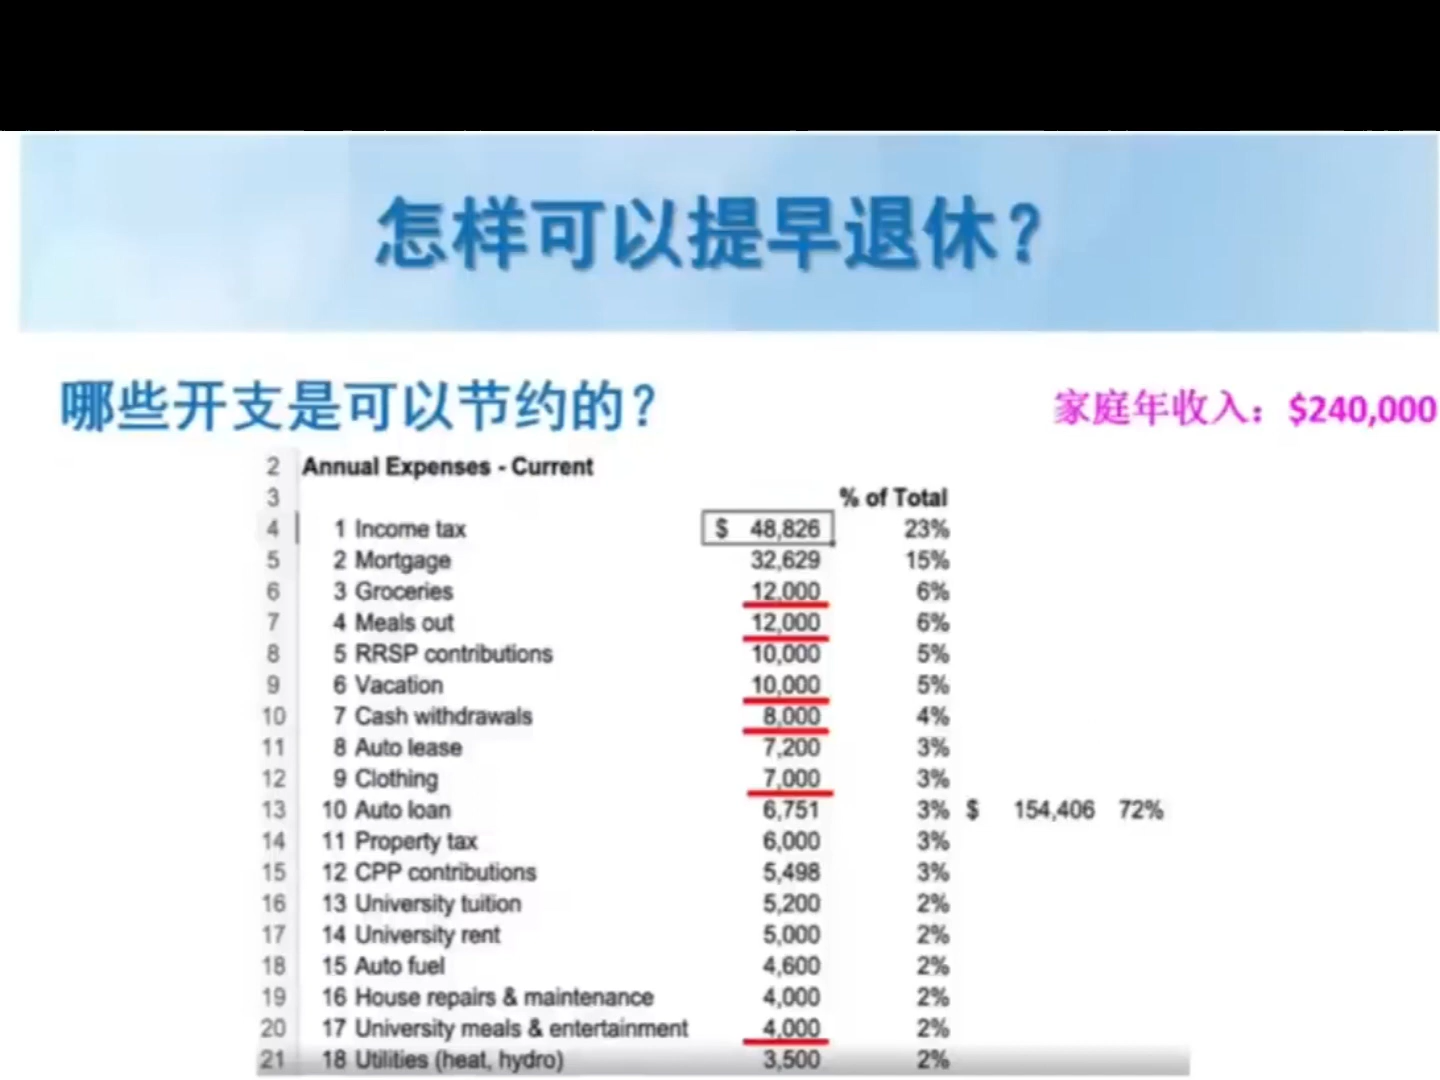 怎样可以提早退休？
哪些开支是可以节约的？
家庭年收入：$240,000
2 Annual Expenses - Current
3 % of Total
4 1 Income tax $ 48,826 23%
5 2 Mortgage 32,629 15%
6 3 Groceries 12,000 6%
7 4 Meals out 12,000 6%
8 5 RRSP contributions 10,000 5%
9 6 Vacation 10,000 5%
10 7 Cash withdrawals 8,000 4%
11 8 Auto lease 7,200 3%
12 9 Clothing 7,000 3%
13 10 Auto loan 6,751 3% $ 154,406 72%
14 11 Property tax 6,000 3%
15 12 CPP contributions 5,498 3%
16 13 University tuition 5,200 2%
17 14 University rent 5,000 2%
18 15 Auto fuel 4,600 2%
19 16 House repairs & maintenance 4,000 2%
20 17 University meals & entertainment 4,000 2%
21 18 Utilities (heat, hydro) 3,500 2%